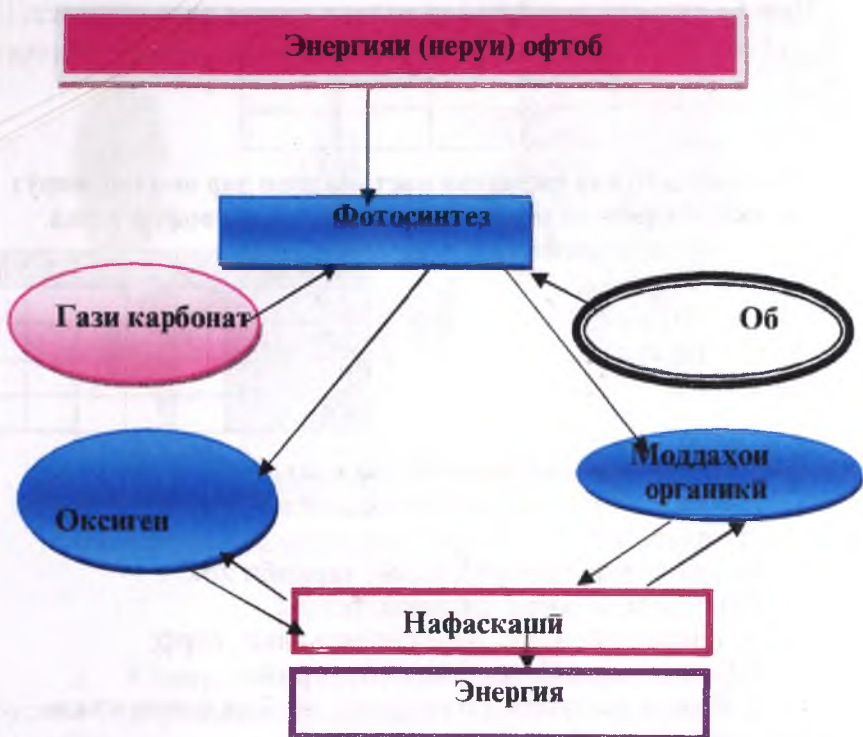 Энергияи (неруи) офтоб
Фотосинтез
Гази карбонат
Об
Моддаҳои
органикӣ
Оксиген
Нафаскашӣ
Энергия